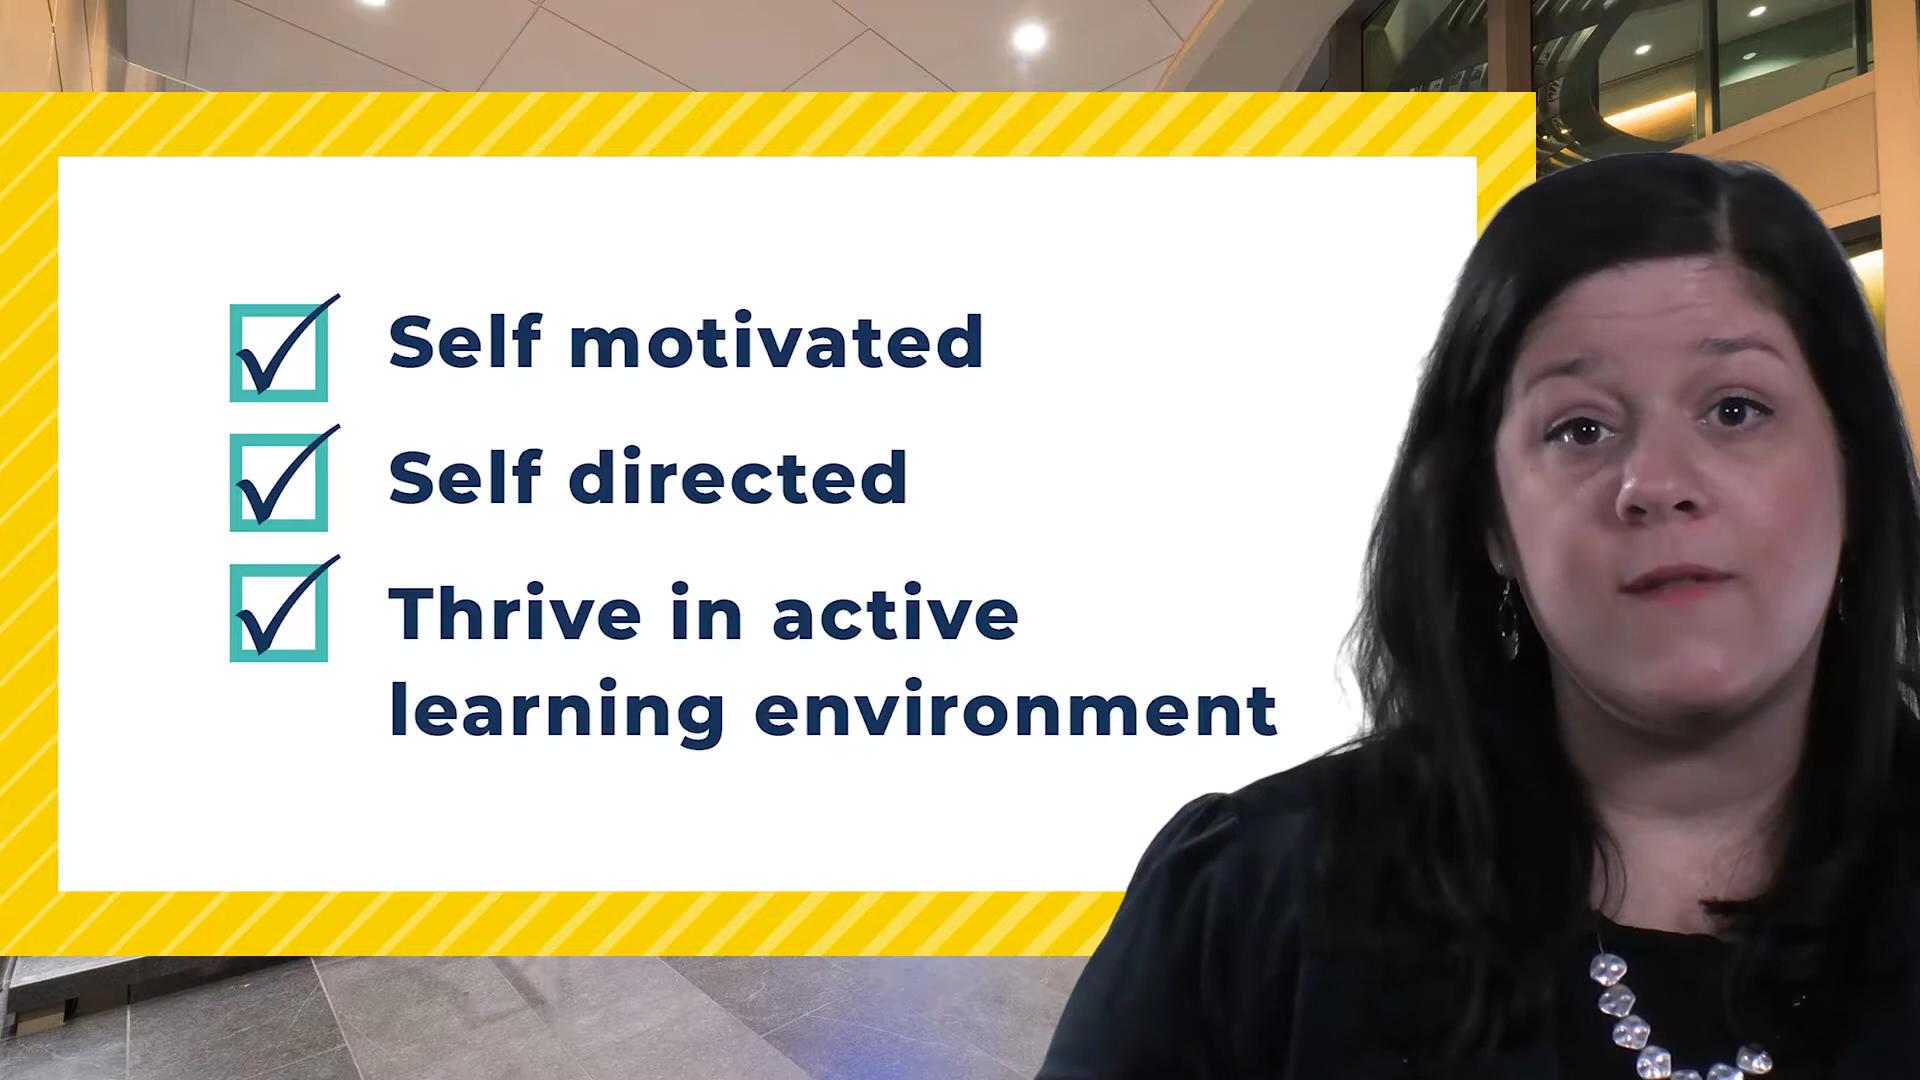 Self motivated
Self directed
Thrive in active
learning environment